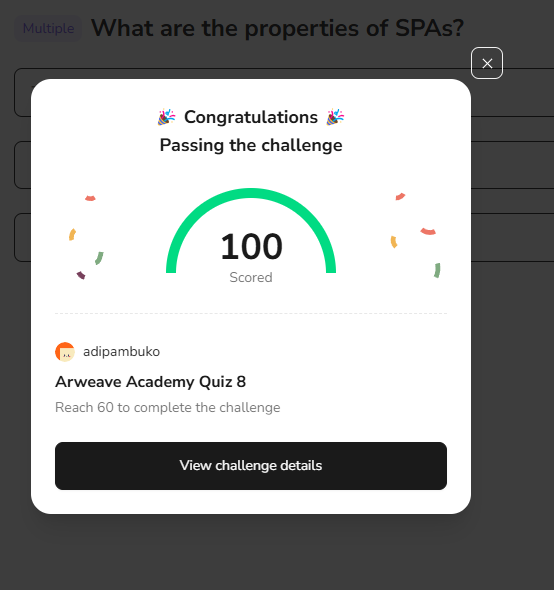 Multiple What are the properties of SPAs?
Congratulations
Passing the challenge
100
Scored
adipambuko
Arweave Academy Quiz 8
Reach 60 to complete the challenge
View challenge details